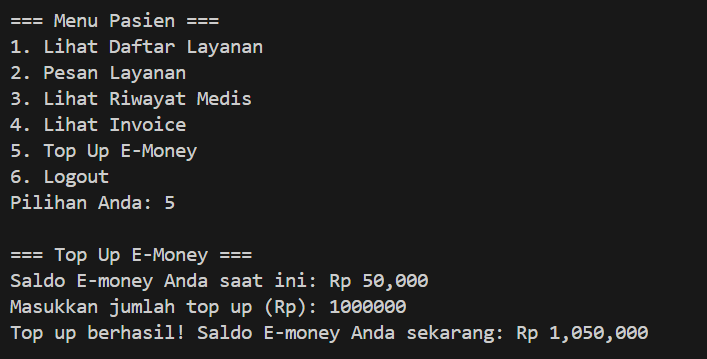 === Menu Pasien ===
1. Lihat Daftar Layanan
2. Pesan Layanan
3. Lihat Riwayat Medis
4. Lihat Invoice
5. Top Up E-Money
6. Logout
Pilihan Anda: 5
=== Top Up E-Money ===
Saldo E-money Anda saat ini: Rp 50,000
Masukkan jumlah top up (Rp): 1000000
Top up berhasil! Saldo E-money Anda sekarang: Rp 1,050,000